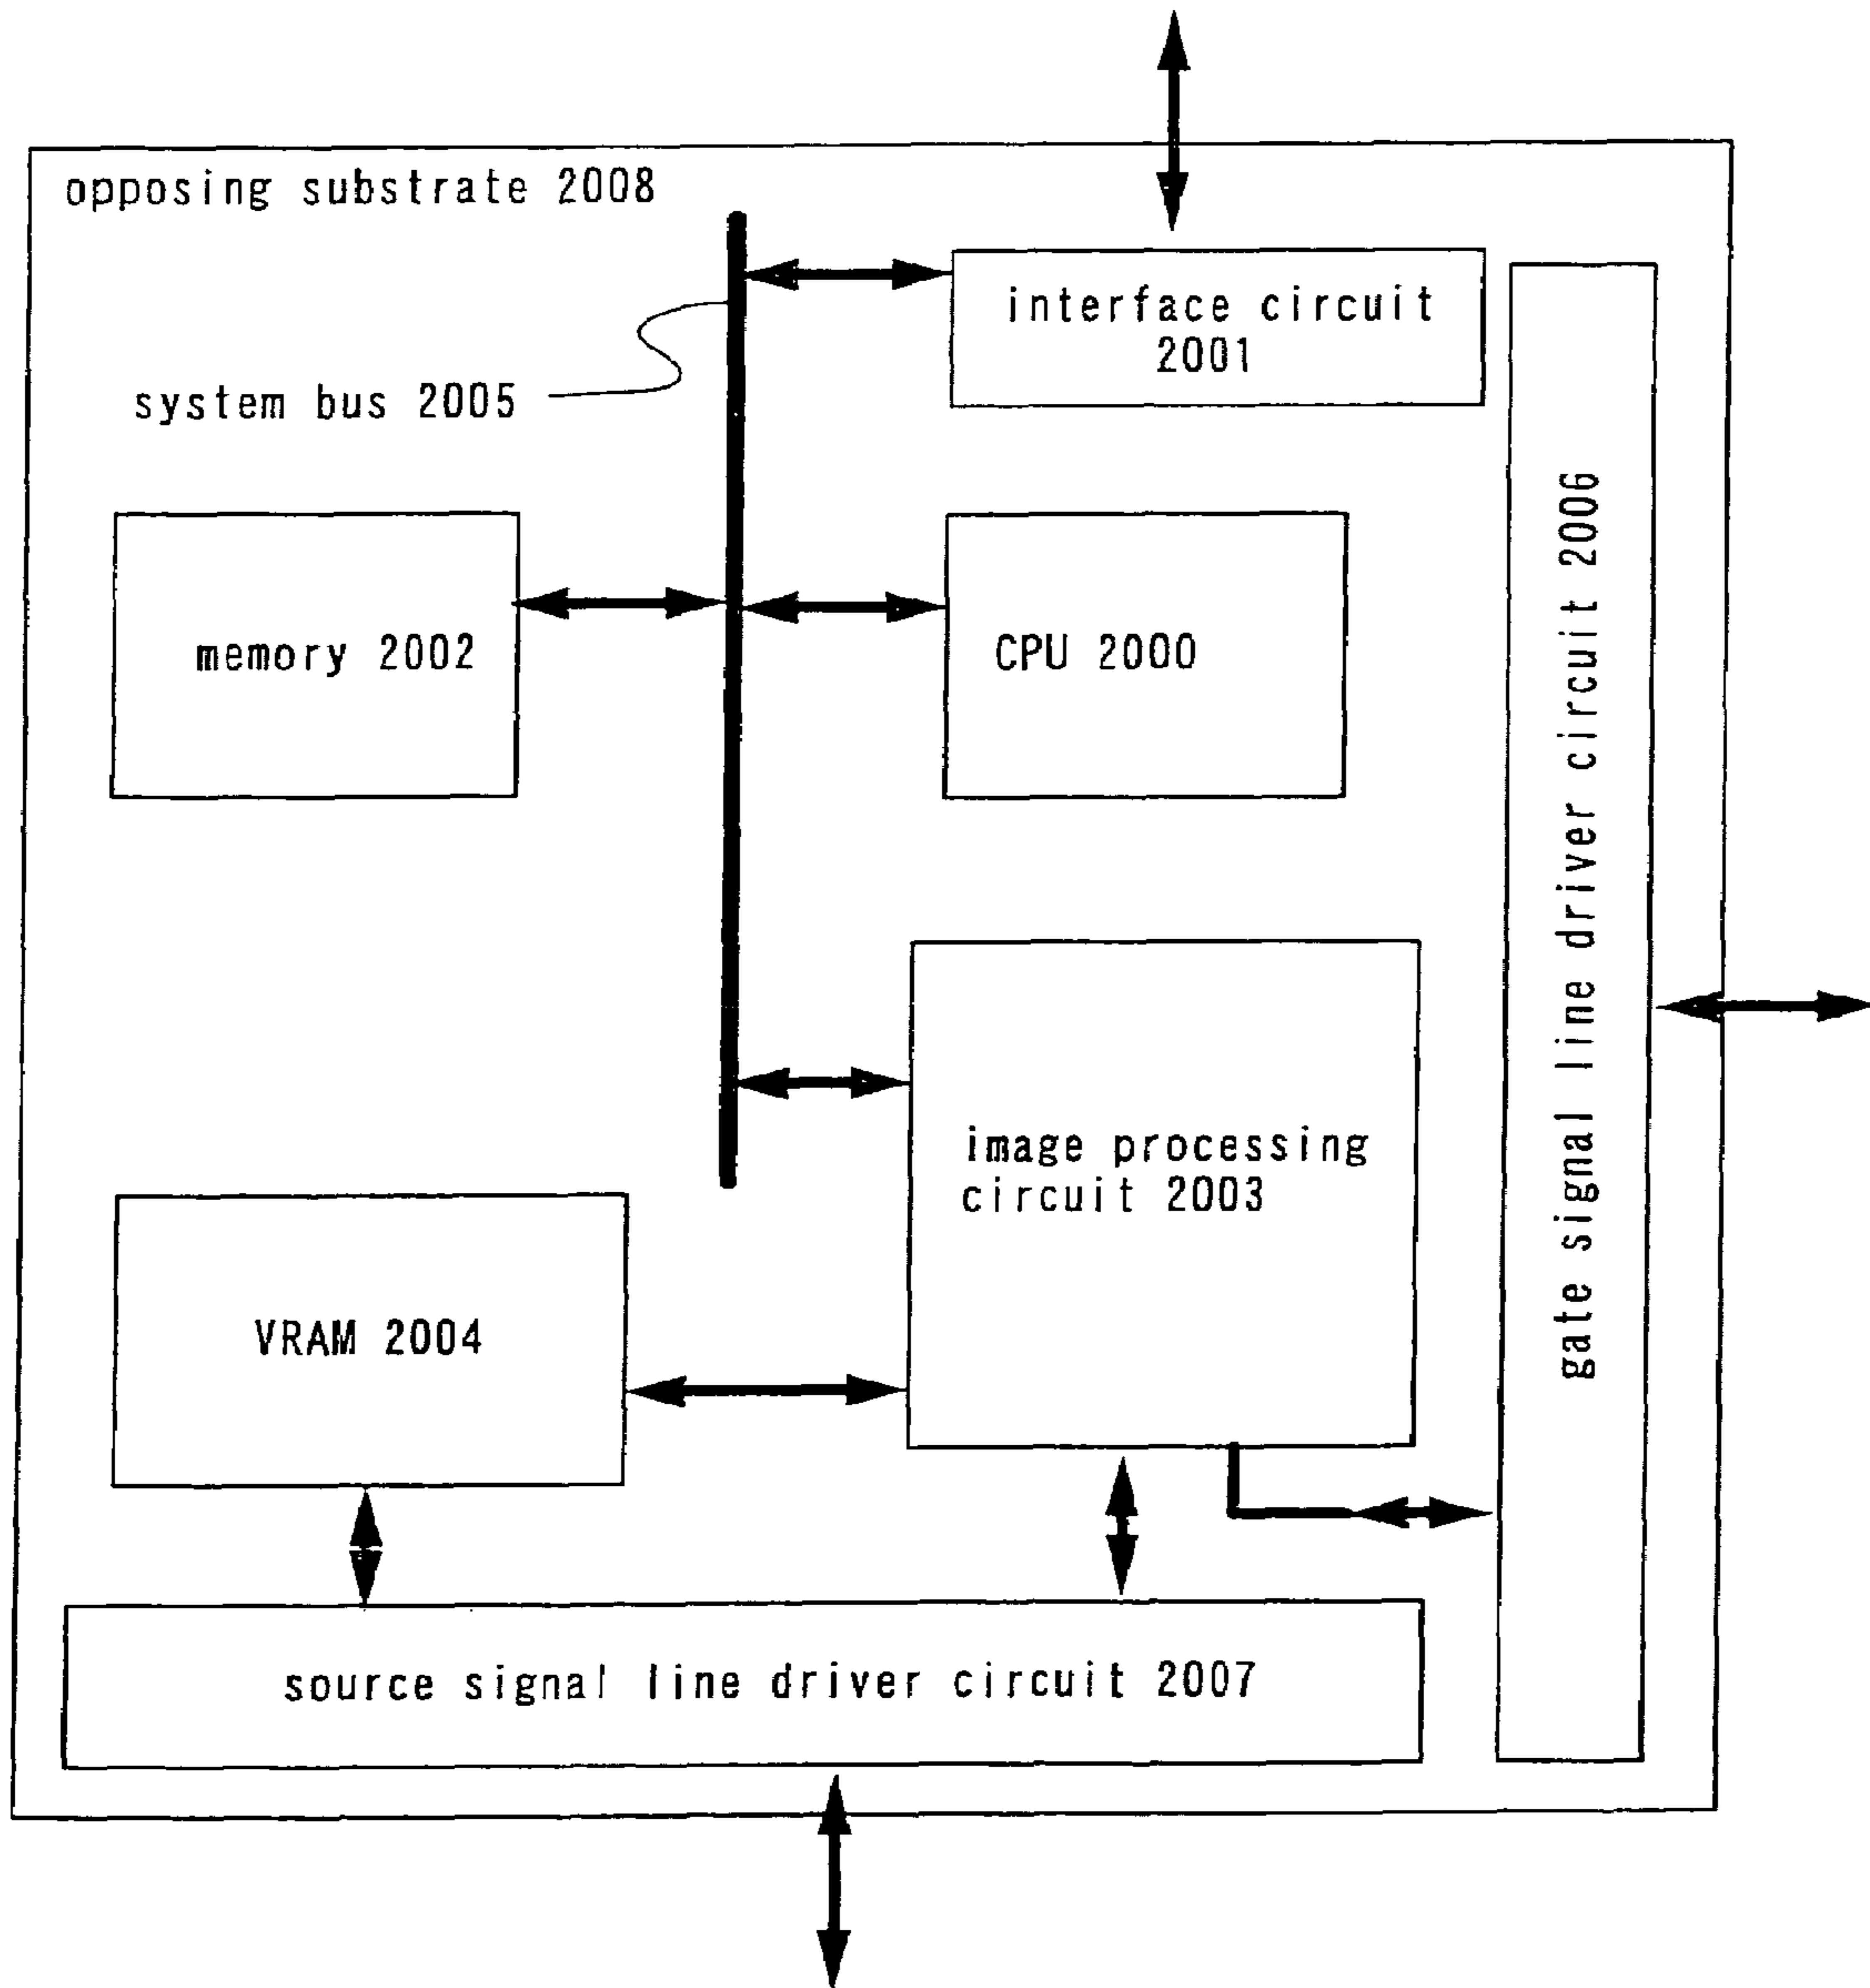 opposing substrate 2008
interface circuit
2001
system bus 2005
memory 2002
CPU 2000
gate signal line driver circuit 2006
image processing
circuit 2003
VRAM 2004
source signal line driver circuit 2007